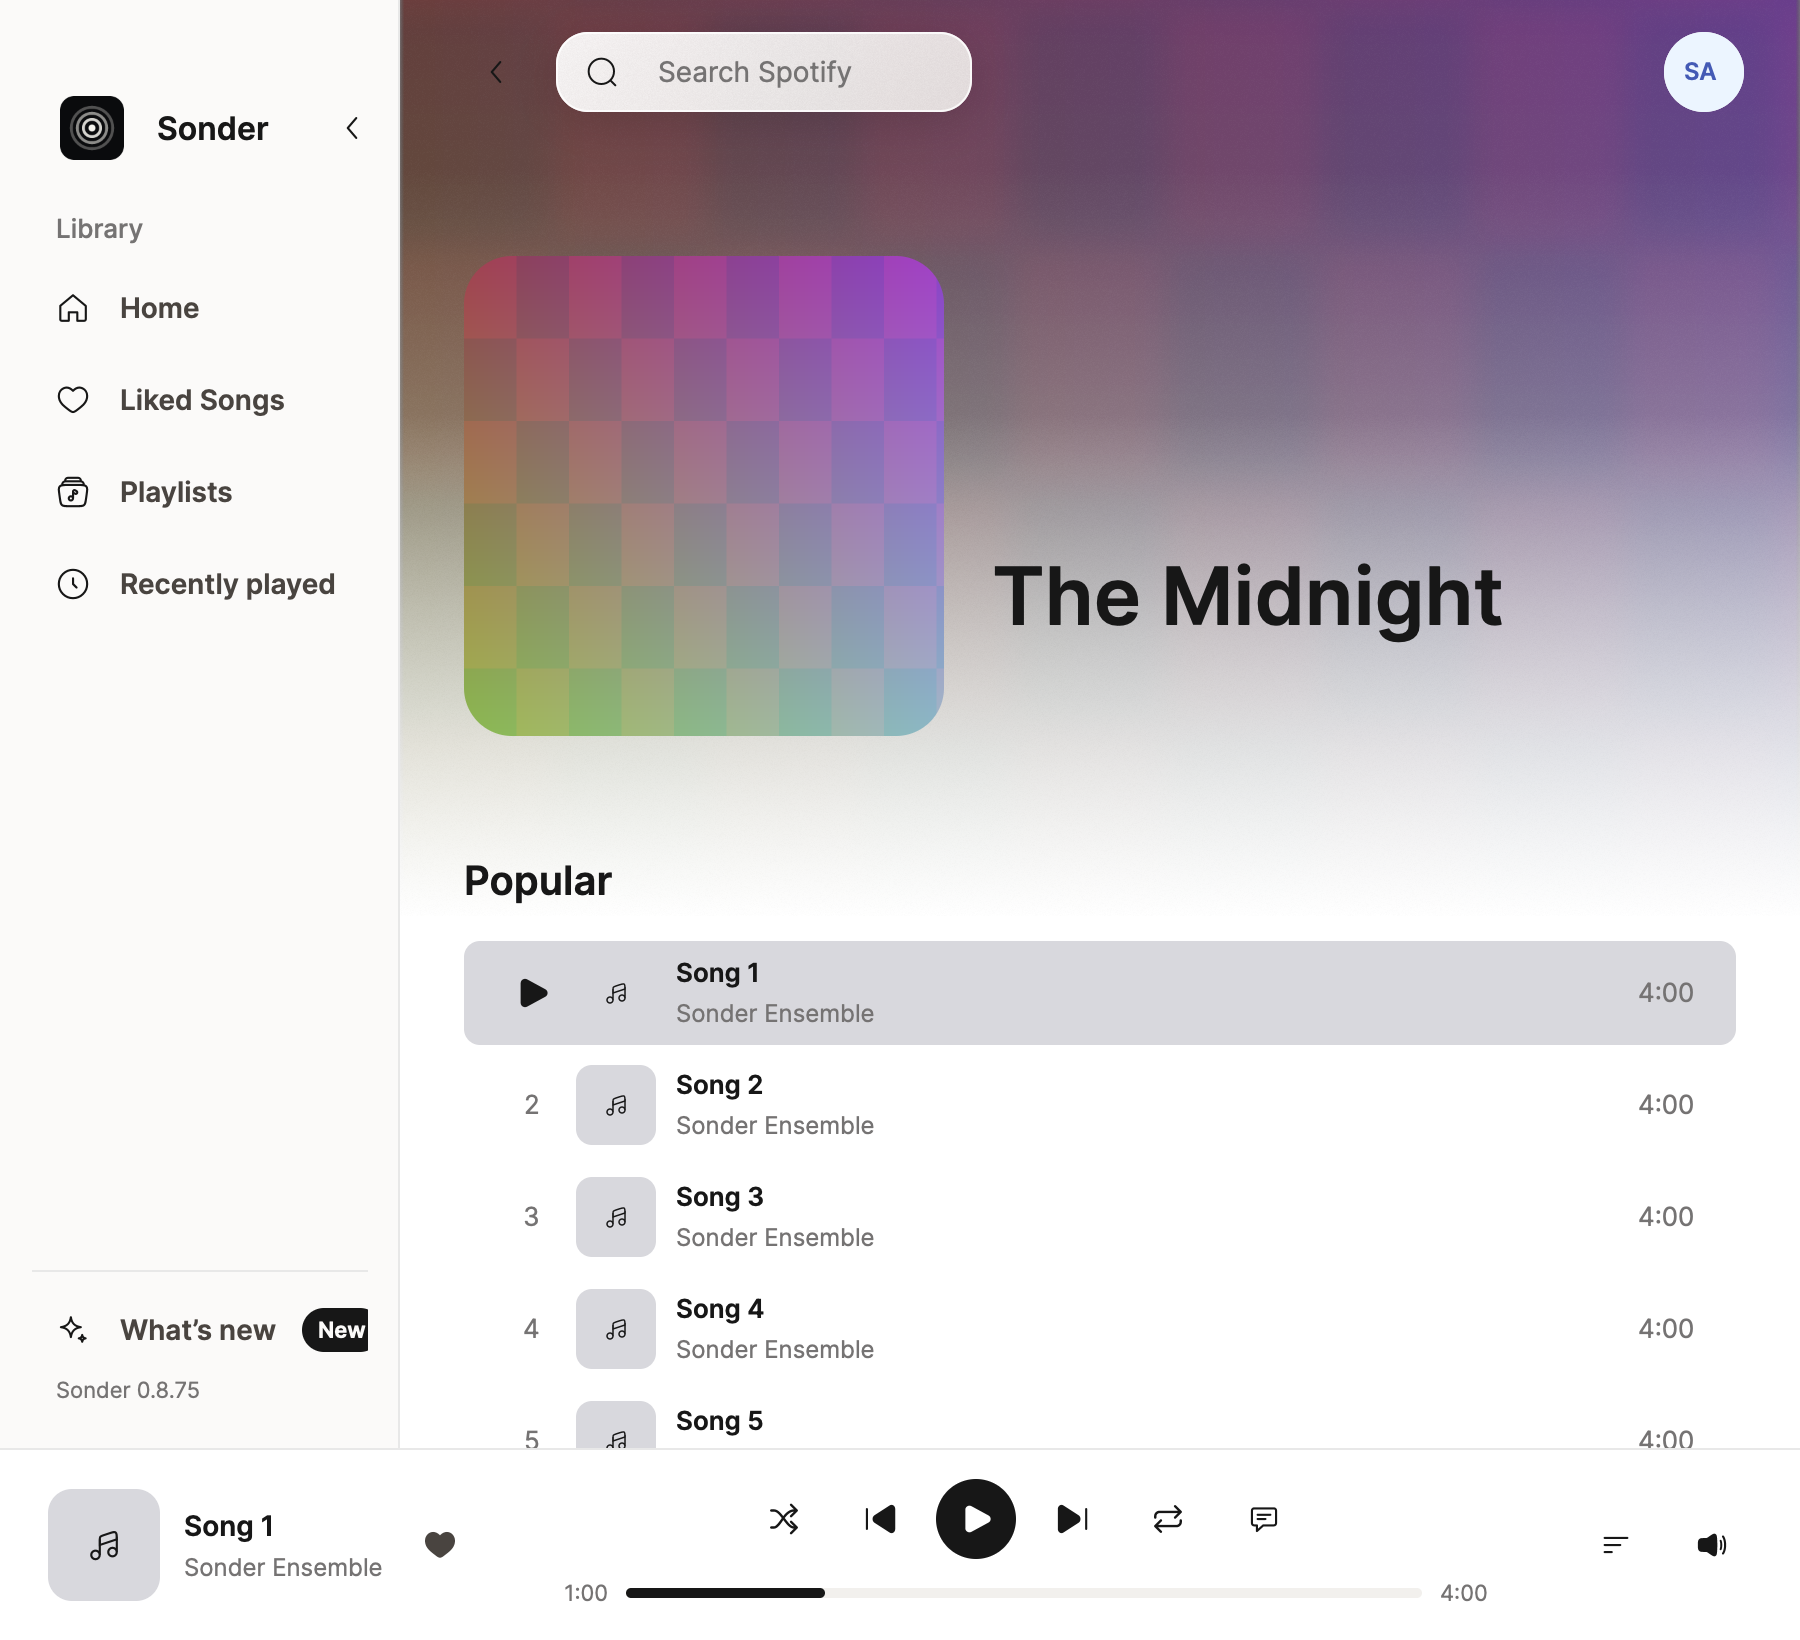 Sonder
Library
Home
Liked Songs
Playlists
Recently played
What’s new
New
Sonder 0.8.75
Search Spotify
SA
The Midnight
Popular
Song 1
Sonder Ensemble
4:00
2
Song 2
Sonder Ensemble
4:00
3
Song 3
Sonder Ensemble
4:00
4
Song 4
Sonder Ensemble
4:00
5
Song 5
4:00
Song 1
Sonder Ensemble
1:00
4:00